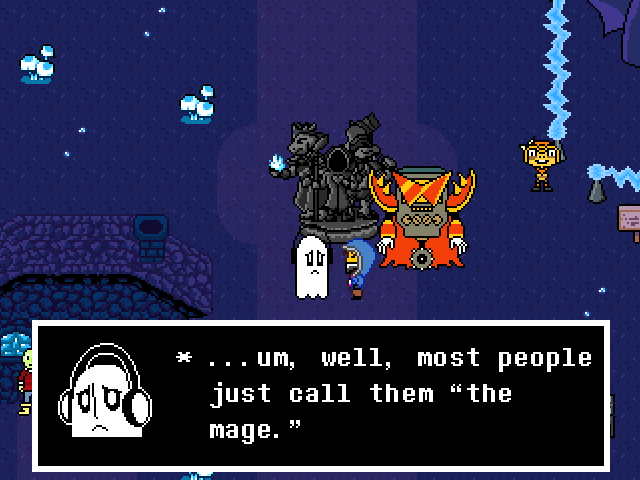 * ...um, well, most people
just call them “the
mage.”